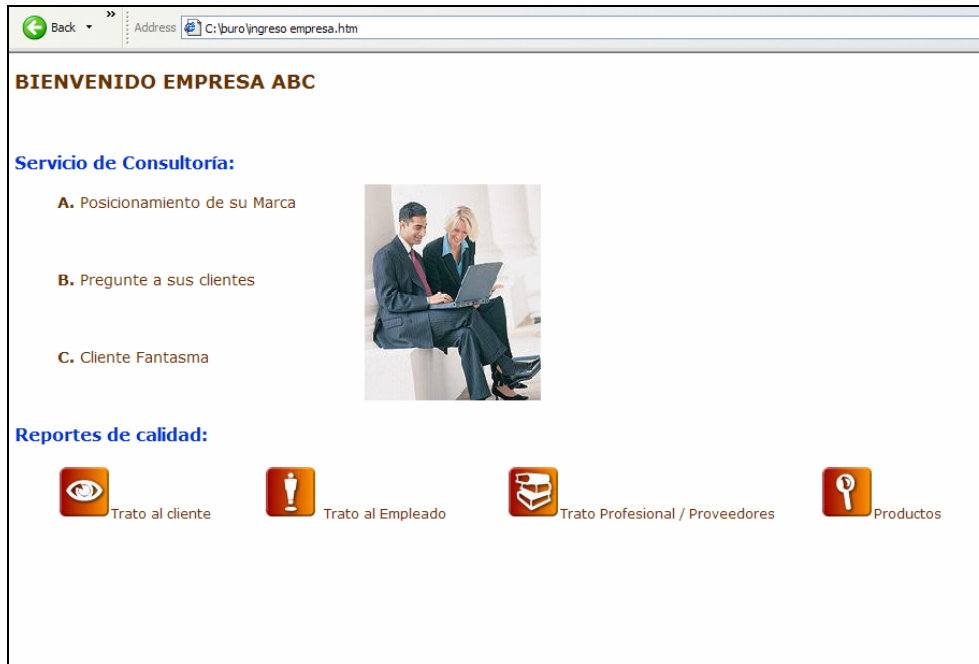 Back » Address C:\buro\ingreso empresa.htm
BIENVENIDO EMPRESA ABC
Servicio de Consultoría:
A. Posicionamiento de su Marca
B. Pregunte a sus clientes
C. Cliente Fantasma
Reportes de calidad:
Trato al cliente Trato al Empleado Trato Profesional / Proveedores Productos